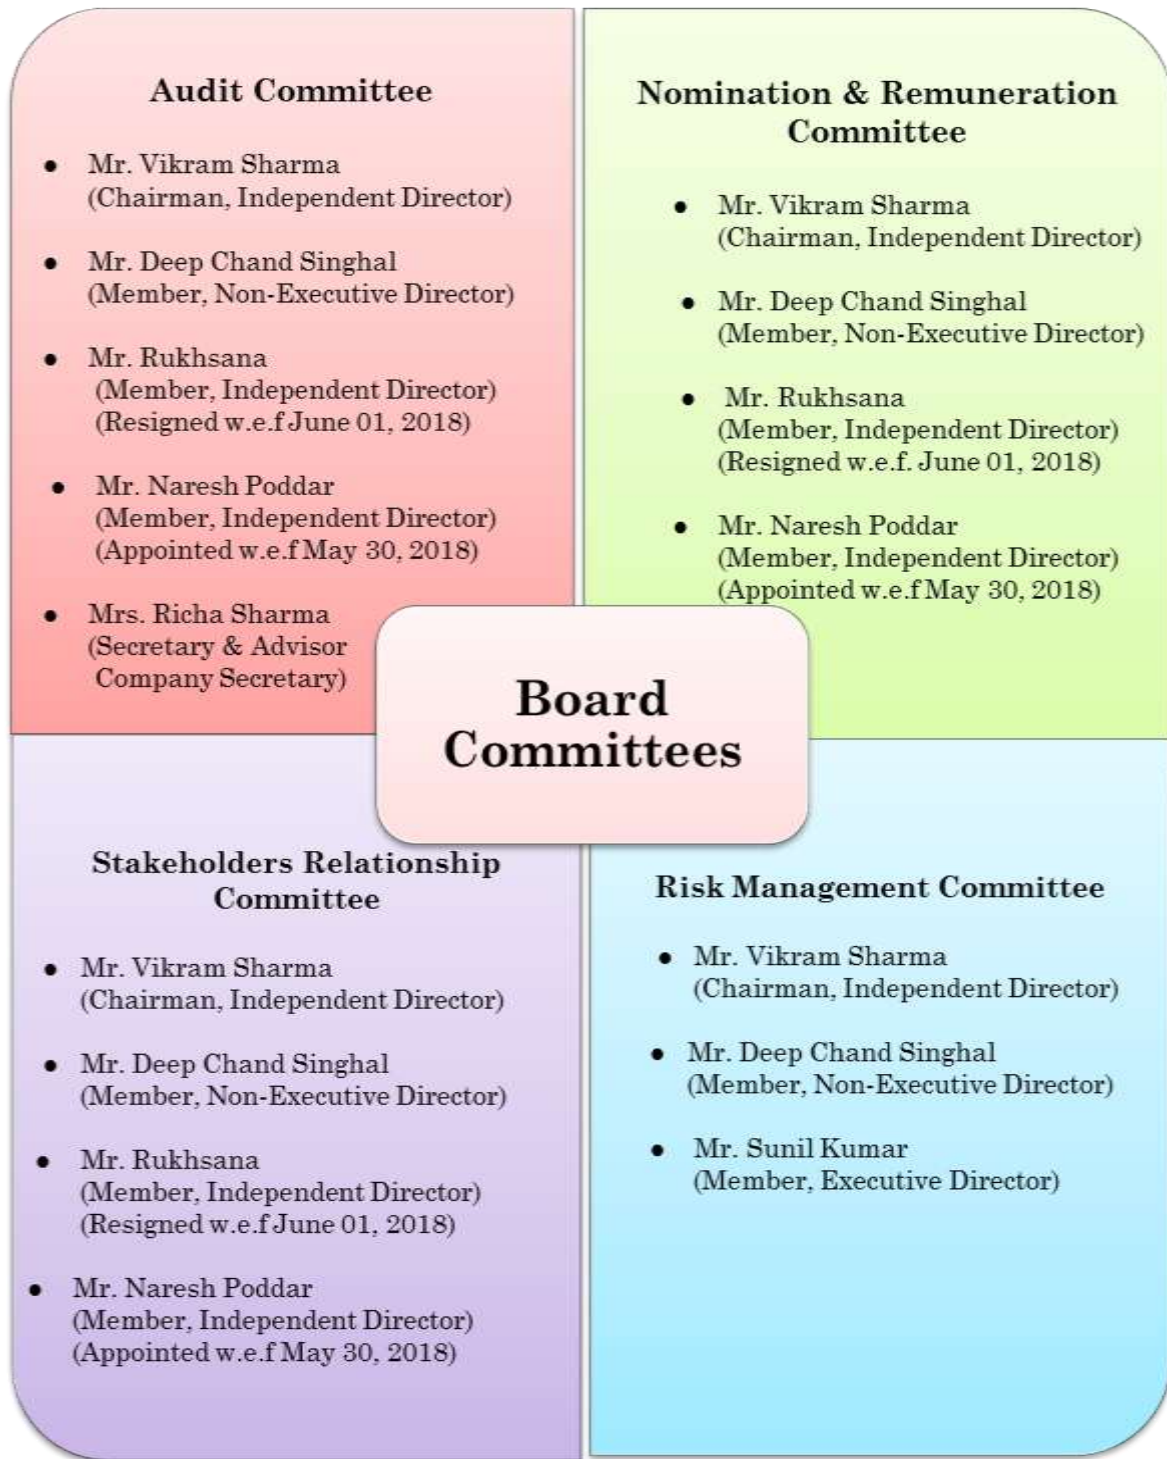 Audit Committee
● Mr. Vikram Sharma
(Chairman, Independent Director)
● Mr. Deep Chand Singhal
(Member, Non-Executive Director)
● Mr. Rukhsana
(Member, Independent Director)
(Resigned w.e.f June 01, 2018)
● Mr. Naresh Poddar
(Member, Independent Director)
(Appointed w.e.f May 30, 2018)
● Mrs. Richa Sharma
(Secretary & Advisor
Company Secretary)
Nomination & Remuneration
Committee
● Mr. Vikram Sharma
(Chairman, Independent Director)
● Mr. Deep Chand Singhal
(Member, Non-Executive Director)
● Mr. Rukhsana
(Member, Independent Director)
(Resigned w.e.f. June 01, 2018)
● Mr. Naresh Poddar
(Member, Independent Director)
(Appointed w.e.f May 30, 2018)
Board
Committees
Stakeholders Relationship
Committee
● Mr. Vikram Sharma
(Chairman, Independent Director)
● Mr. Deep Chand Singhal
(Member, Non-Executive Director)
● Mr. Rukhsana
(Member, Independent Director)
(Resigned w.e.f June 01, 2018)
● Mr. Naresh Poddar
(Member, Independent Director)
(Appointed w.e.f May 30, 2018)
Risk Management Committee
● Mr. Vikram Sharma
(Chairman, Independent Director)
● Mr. Deep Chand Singhal
(Member, Non-Executive Director)
● Mr. Sunil Kumar
(Member, Executive Director)